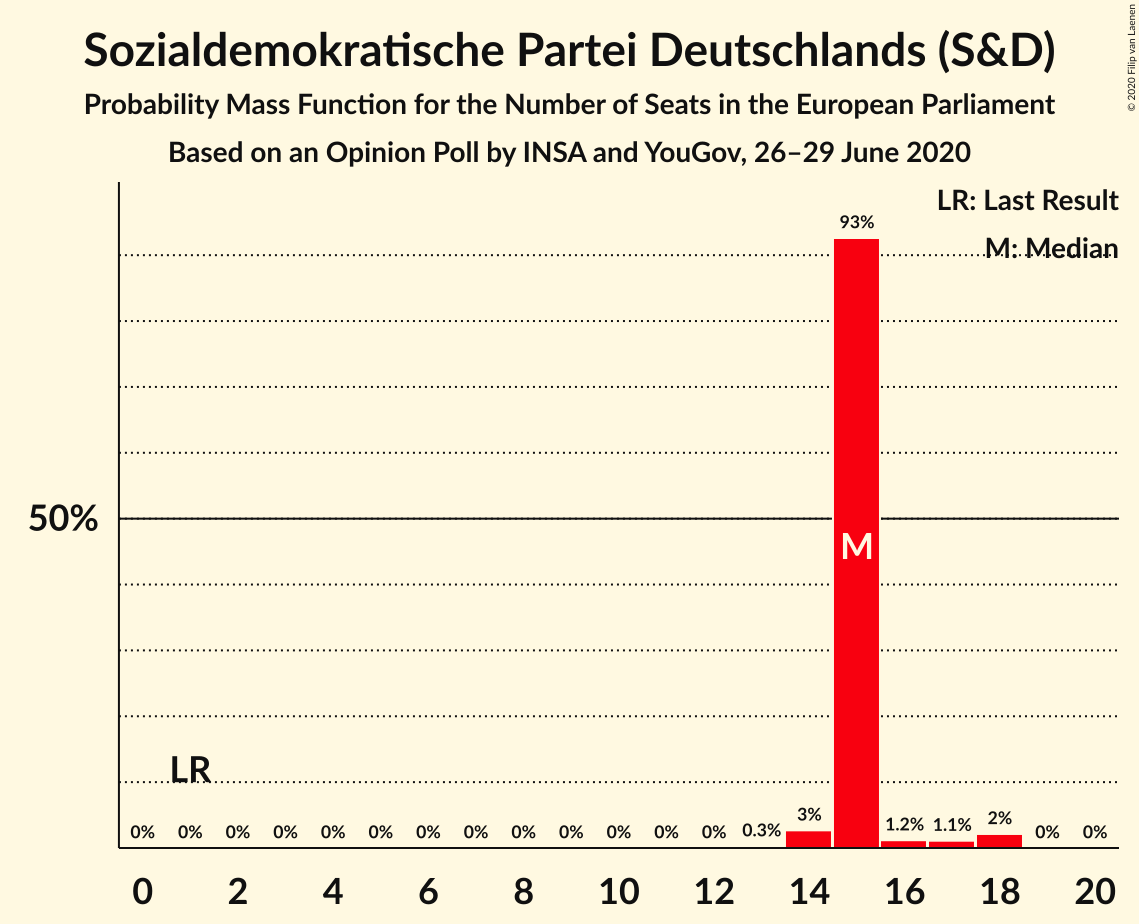 Sozialdemokratische Partei Deutschlands (S&D)
Probability Mass Function for the Number of Seats in the European Parliament
Based on an Opinion Poll by INSA and YouGov, 26–29 June 2020
© 2020 Filip van Laenen
LR: Last Result
M: Median
93%
50%
M
LR
0% 0% 0% 0% 0% 0% 0% 0% 0% 0% 0% 0% 0% 0.3% 3% 1.2% 1.1% 2% 0% 0%
0 2 4 6 8 10 12 14 16 18 20